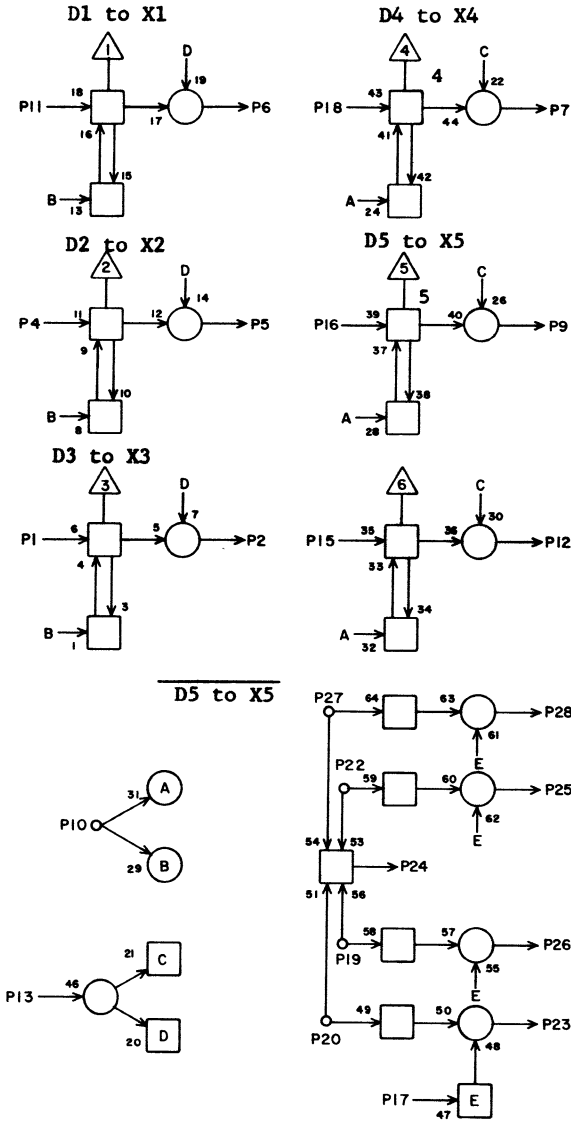 D1 to X1
1
D
18
19
P11
P6
16
17
15
B
13
D4 to X4
4
4
C
43
22
P18
P7
41
44
42
A
24
D2 to X2
2
D
11
12
14
P4
P5
9
10
B
8
D5 to X5
5
5
C
39
40
26
P16
P9
37
38
A
28
D3 to X3
3
D
6
5
7
P1
P2
4
3
B
1
6
C
35
36
30
P15
P12
33
34
A
32
D5 to X5
31
A
P10
29
B
21
C
46
P13
20
D
P27
64
63
P28
61
E
P22
59
60
P25
62
E
54
53
P24
51
56
58
57
P26
P19
55
E
49
50
P23
P20
48
P17
E
47